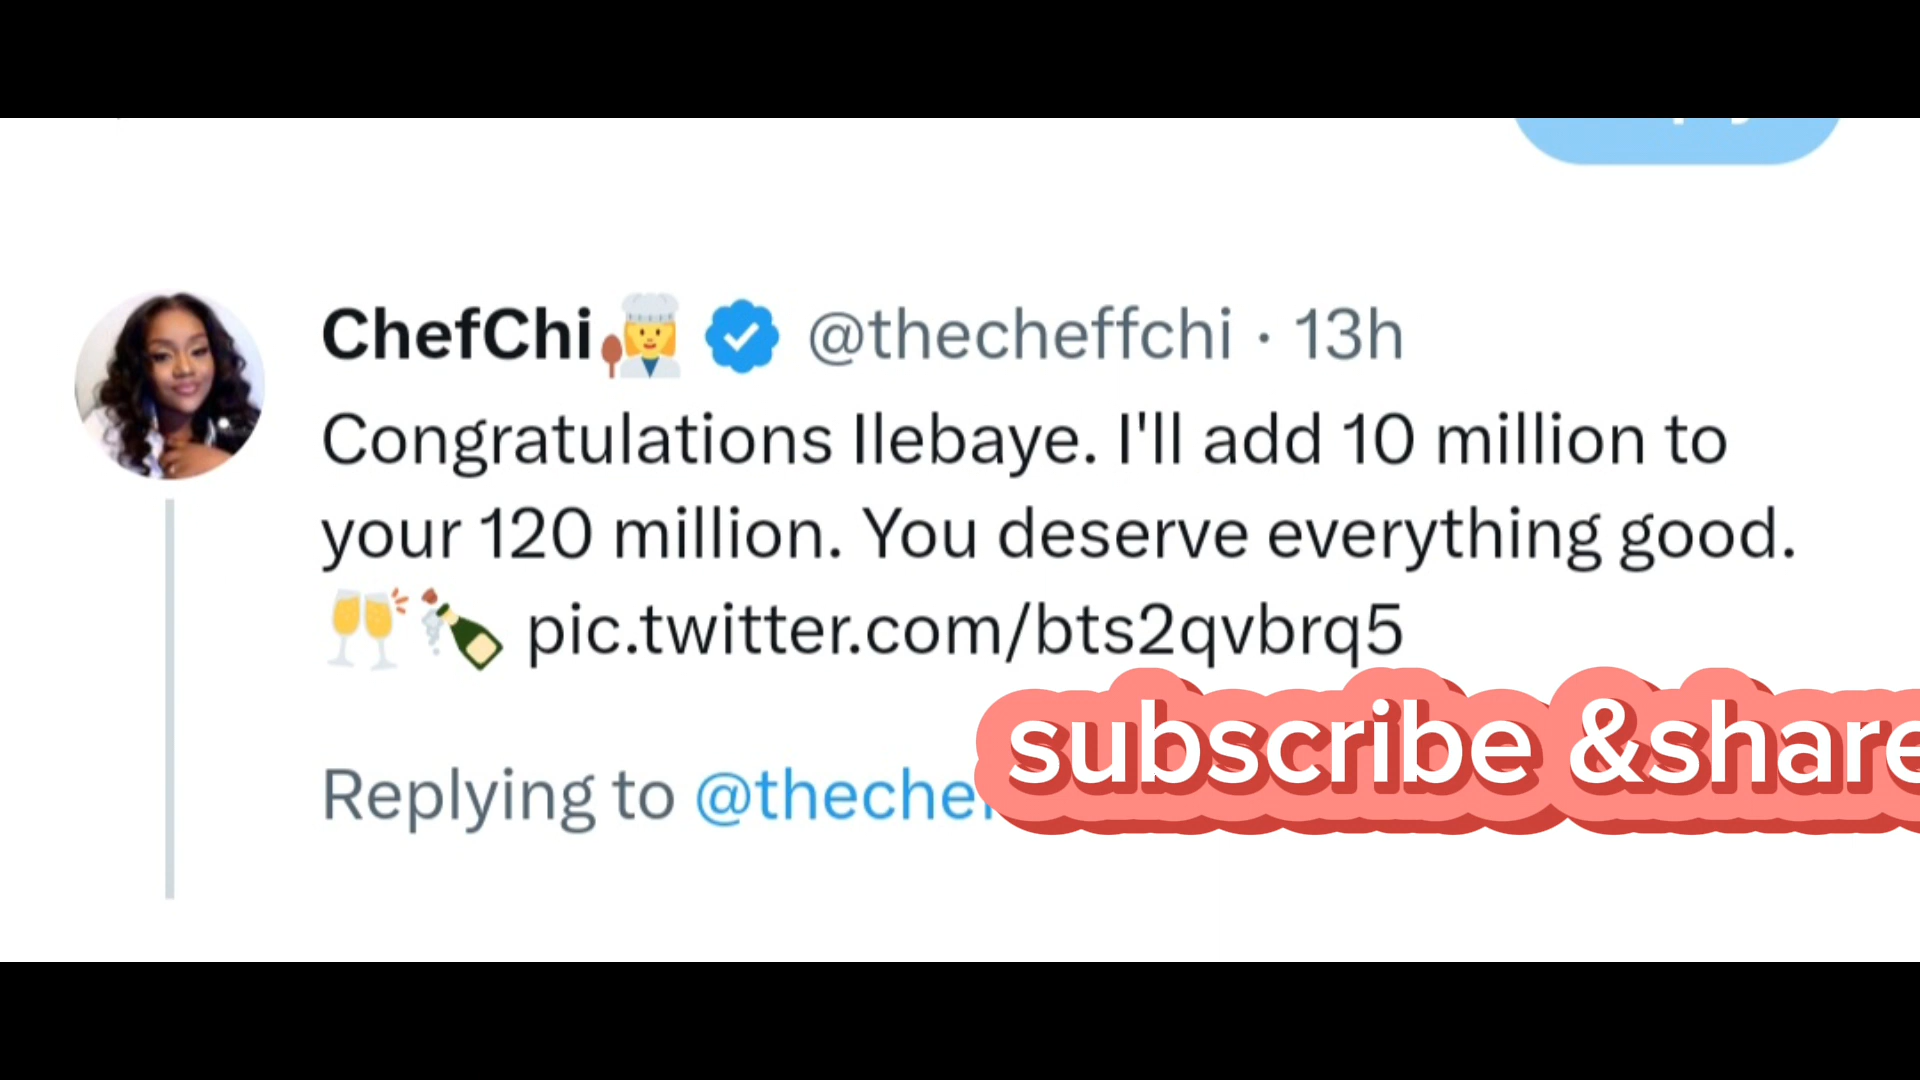 ChefChi @thecheffchi · 13h
Congratulations Ilebaye. I'll add 10 million to
your 120 million. You deserve everything good.
pic.twitter.com/bts2qvbrq5
subscribe &share
Replying to